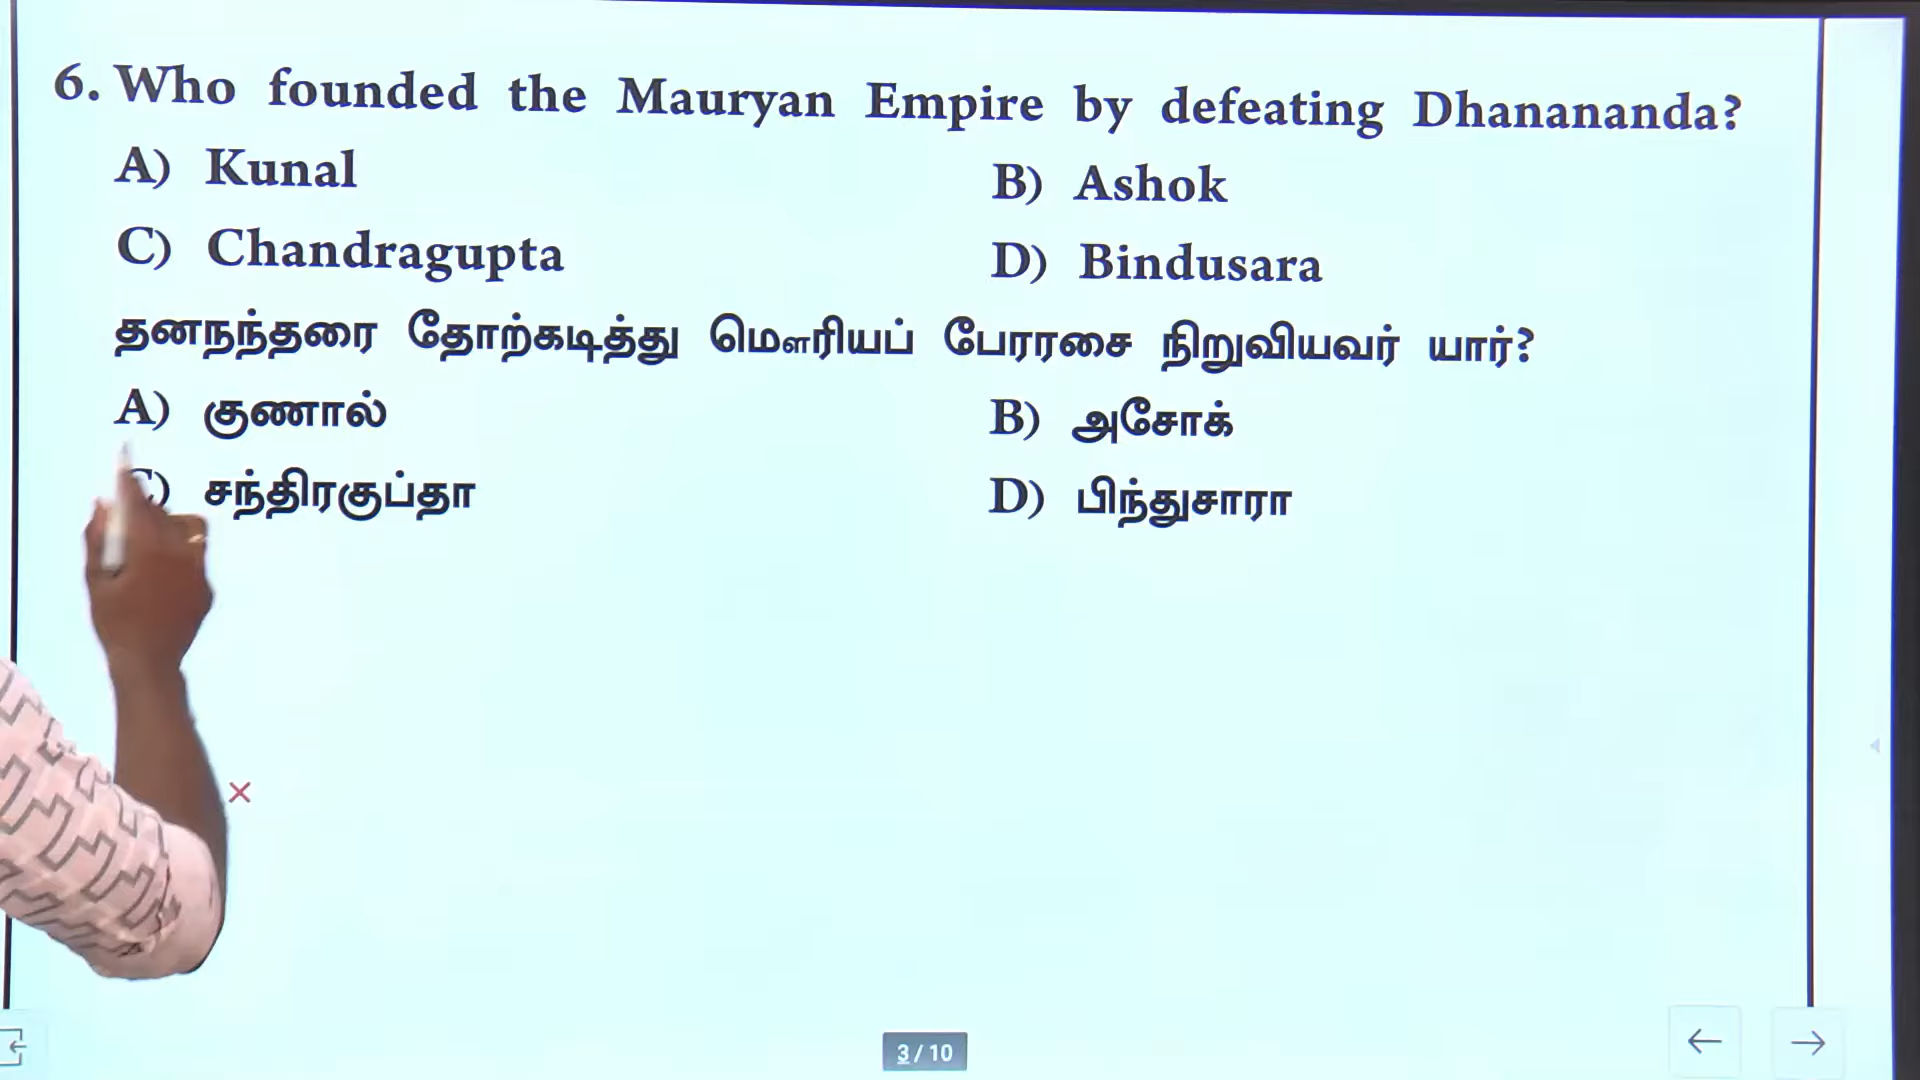 6. Who founded the Mauryan Empire by defeating Dhanananda?
A) Kunal B) Ashok
C) Chandragupta D) Bindusara
தனநந்தரை தோற்கடித்து மௌரியப் பேரரசை நிறுவியவர் யார்?
A) குணால் B) அசோக்
C) சந்திரகுப்தா D) பிந்துசாரா
3 / 10